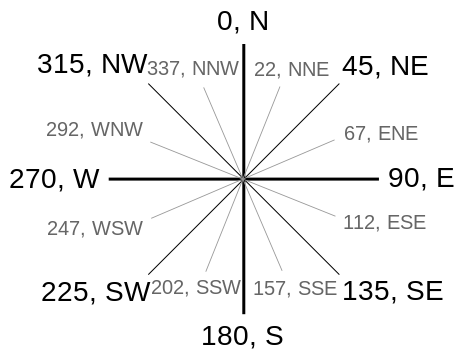 0, N
315, NW
337, NNW
22, NNE
45, NE
292, WNW
67, ENE
270, W
90, E
247, WSW
112, ESE
225, SW
202, SSW
157, SSE
135, SE
180, S